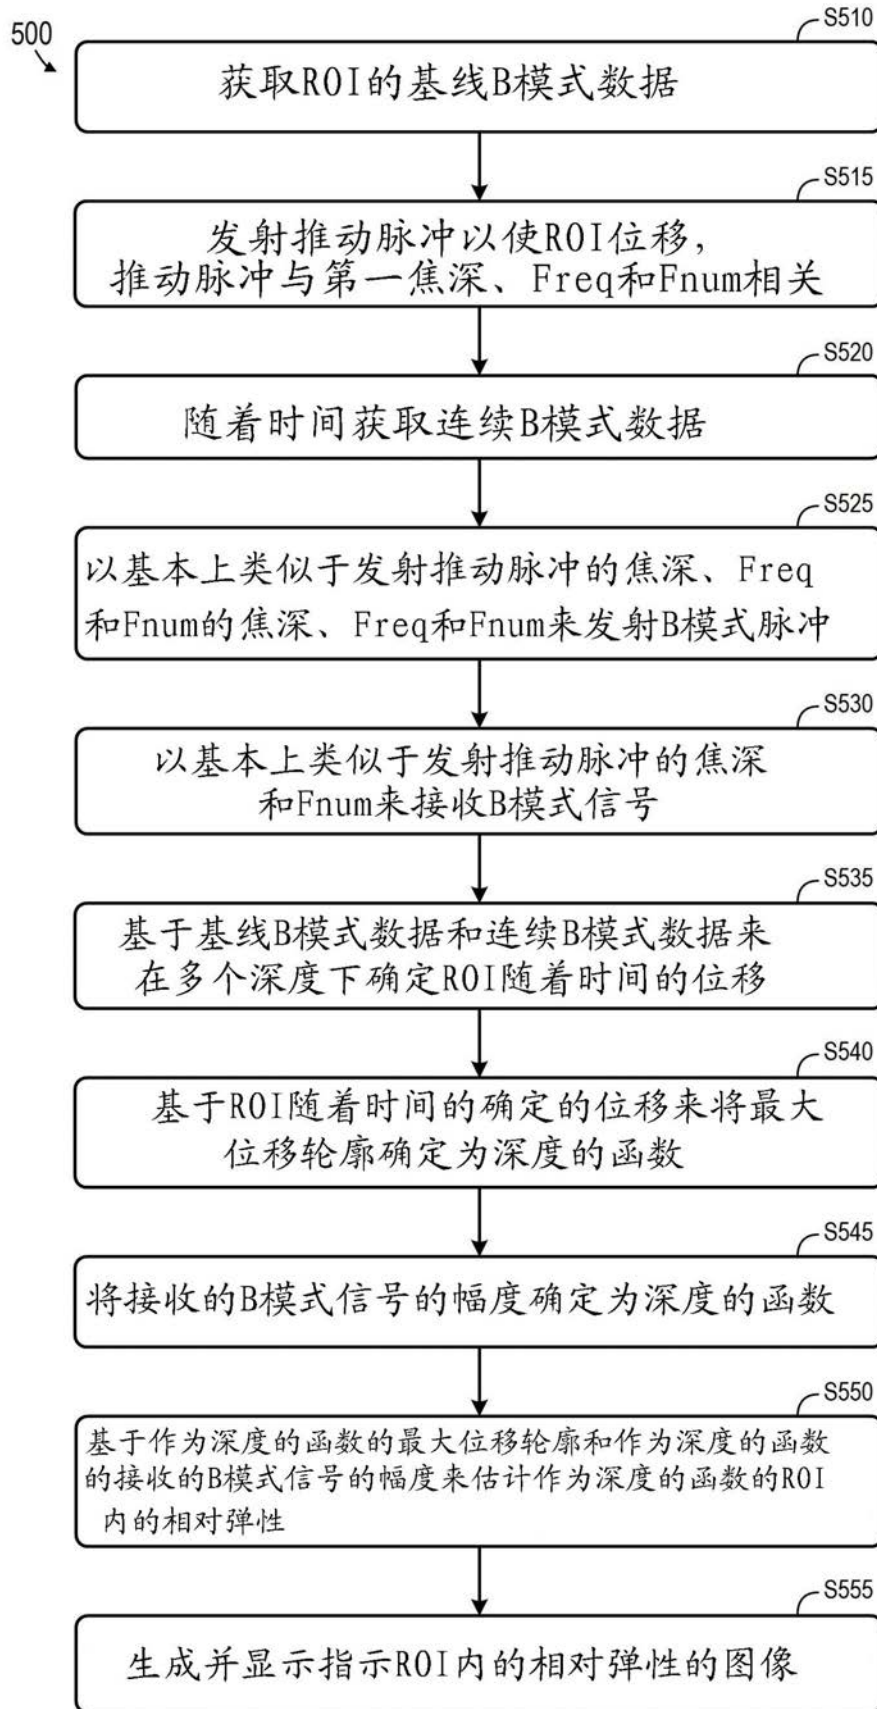 500
S510
获取ROI的基线B模式数据
S515
发射推动脉冲以使ROI位移，
推动脉冲与第一焦深、Freq和Fnum相关
S520
随着时间获取连续B模式数据
S525
以基本上类似于发射推动脉冲的焦深、Freq
和Fnum的焦深、Freq和Fnum来发射B模式脉冲
S530
以基本上类似于发射推动脉冲的焦深
和Fnum来接收B模式信号
S535
基于基线B模式数据和连续B模式数据来
在多个深度下确定ROI随着时间的位移
S540
基于ROI随着时间的确定的位移来将最大
位移轮廓确定为深度的函数
S545
将接收的B模式信号的幅度确定为深度的函数
S550
基于作为深度的函数的最大位移轮廓和作为深度的函数
的接收的B模式信号的幅度来估计作为深度的函数的ROI
内的相对弹性
S555
生成并显示指示ROI内的相对弹性的图像